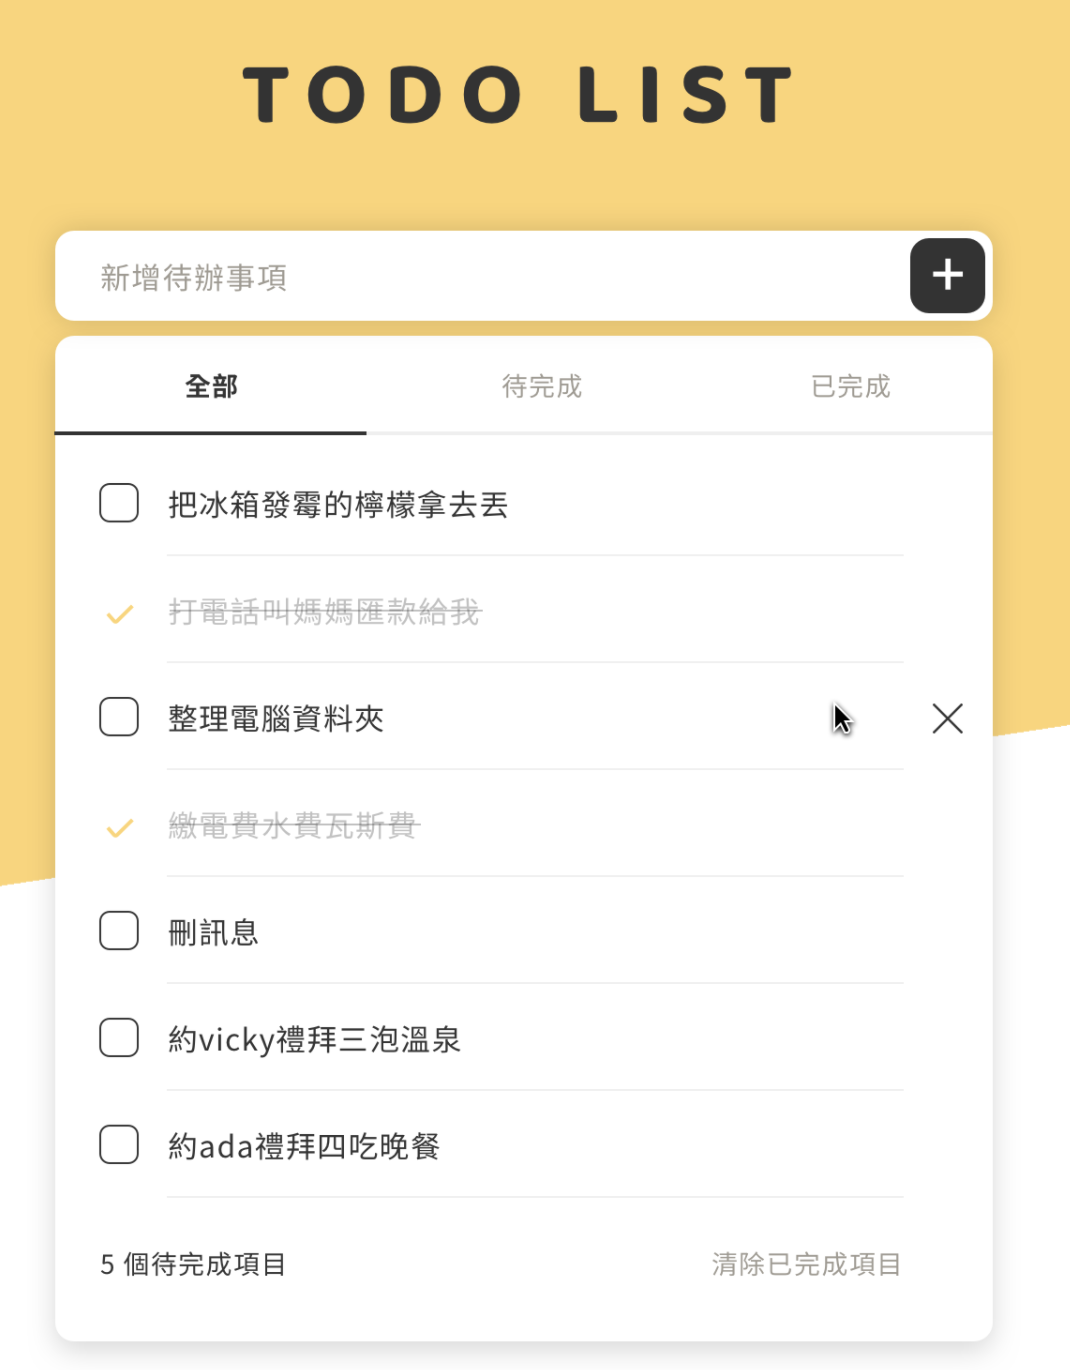 TODO LIST
新增待辦事項
全部
待完成
已完成
把冰箱發霉的檸檬拿去丟
打電話叫媽媽匯款給我
整理電腦資料夾
繳電費水費瓦斯費
刪訊息
約vicky禮拜三泡溫泉
約ada禮拜四吃晚餐
5 個待完成項目
清除已完成項目